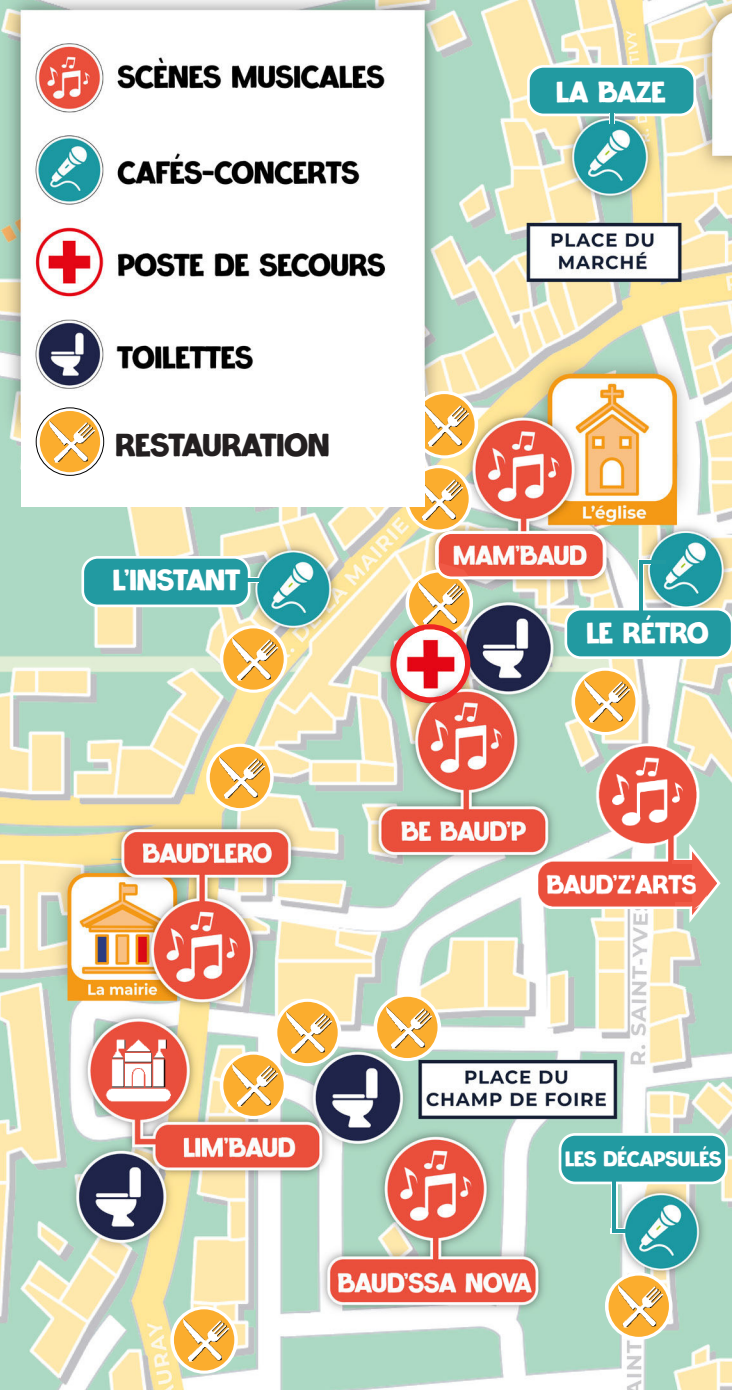 SCÈNES MUSICALES
CAFÉS-CONCERTS
POSTE DE SECOURS
TOILETTES
RESTAURATION
LA BAZE
PLACE DU
MARCHÉ
L'église
MAM'BAUD
L'INSTANT
LA MAIRIE
LE RÉTRO
BE BAUD'P
BAUD'LERO
BAUD'Z'ARTS
La mairie
R. SAINT-YVES
PLACE DU
CHAMP DE FOIRE
LIM'BAUD
LES DÉCAPSULÉS
BAUD'SSA NOVA